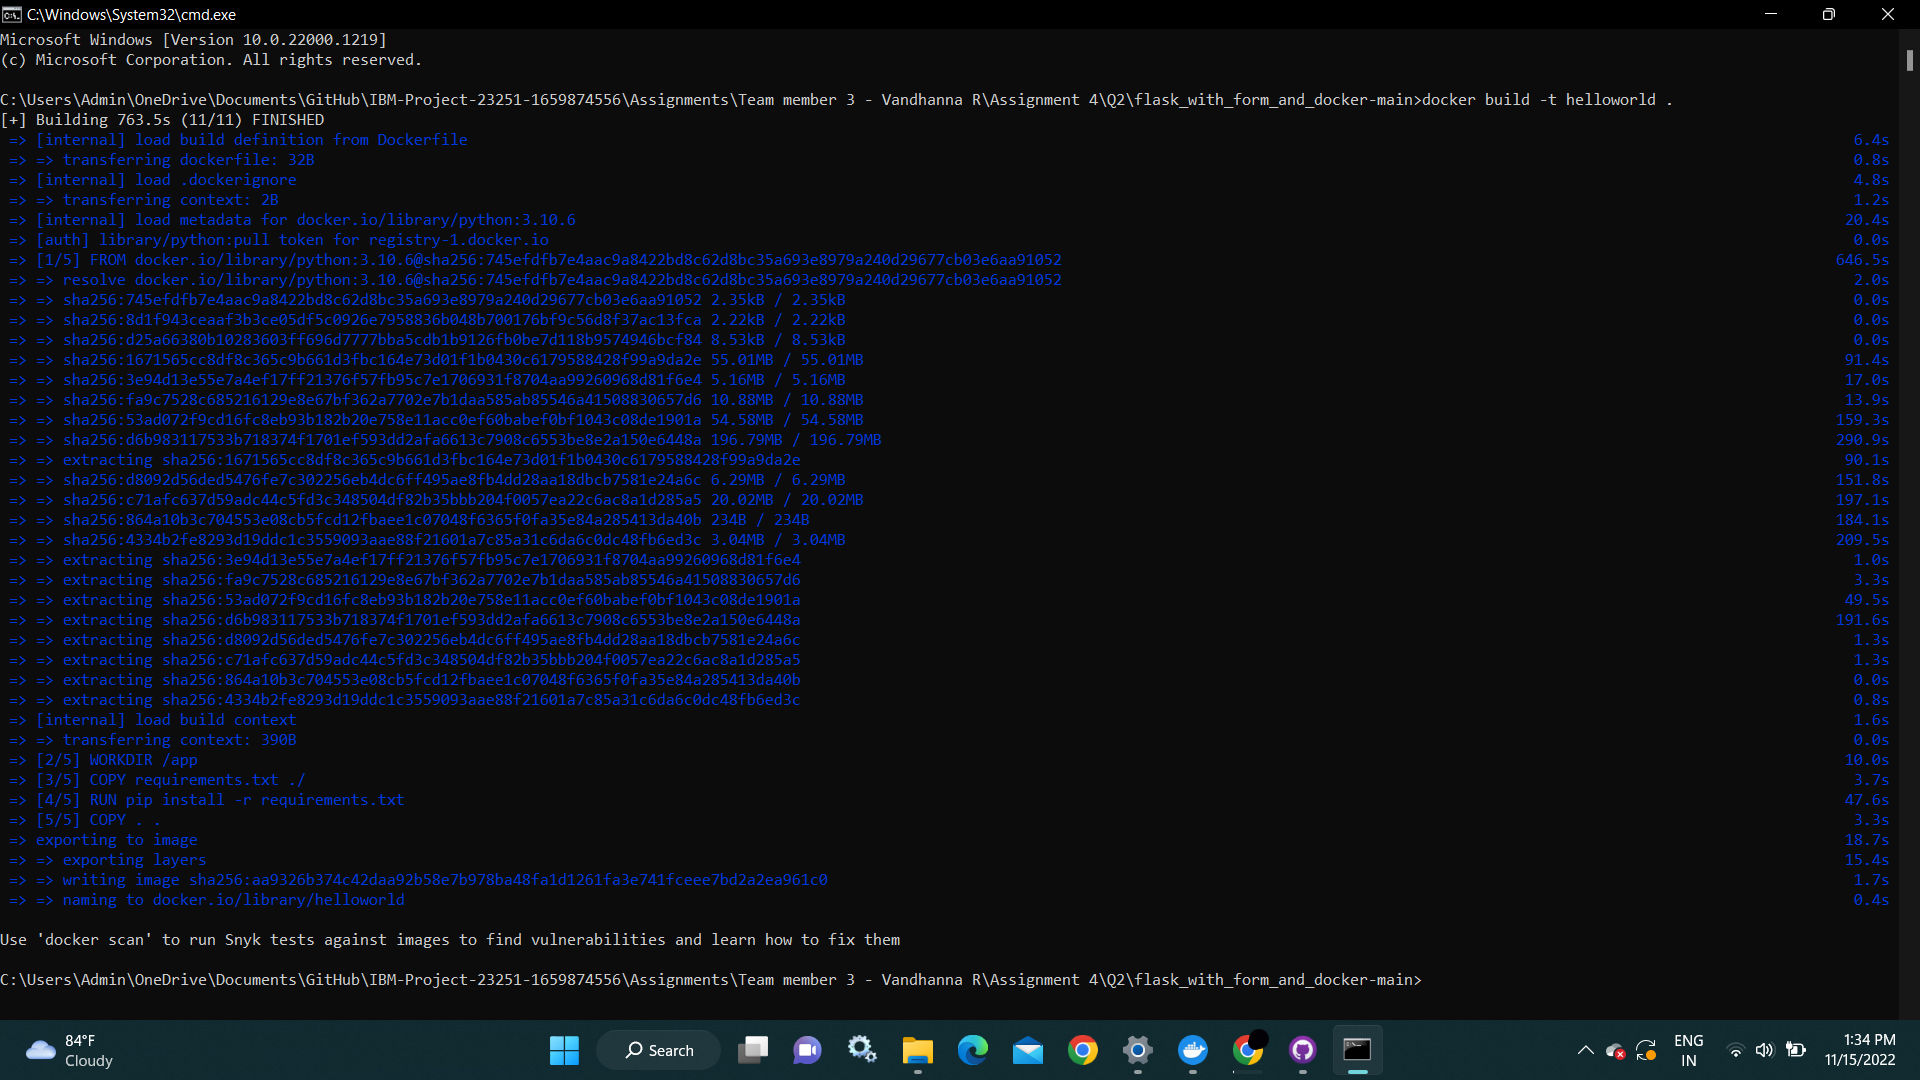 C:\Windows\System32\cmd.exe
Microsoft Windows [Version 10.0.22000.1219]
(c) Microsoft Corporation. All rights reserved.
C:\Users\Admin\OneDrive\Documents\GitHub\IBM-Project-23251-1659874556\Assignments\Team member 3 - Vandhanna R\Assignment 4\Q2\flask_with_form_and_docker-main>docker build -t helloworld .
[+] Building 763.5s (11/11) FINISHED
=> [internal] load build definition from Dockerfile 6.4s
=> => transferring dockerfile: 32B 0.8s
=> [internal] load .dockerignore 4.8s
=> => transferring context: 2B 1.2s
=> [internal] load metadata for docker.io/library/python:3.10.6 20.4s
=> [auth] library/python:pull token for registry-1.docker.io 0.0s
=> [1/5] FROM docker.io/library/python:3.10.6@sha256:745efdfb7e4aac9a8422bd8c62d8bc35a693e8979a240d29677cb03e6aa91052 646.5s
=> => resolve docker.io/library/python:3.10.6@sha256:745efdfb7e4aac9a8422bd8c62d8bc35a693e8979a240d29677cb03e6aa91052 2.0s
=> => sha256:745efdfb7e4aac9a8422bd8c62d8bc35a693e8979a240d29677cb03e6aa91052 2.35kB / 2.35kB 0.0s
=> => sha256:8d1f943ceaaf3b3ce05df5c0926e7958836b048b700176bf9c56d8f37ac13fca 2.22kB / 2.22kB 0.0s
=> => sha256:d25a66380b10283603ff696d7777bba5cdb1b9126fb0be7d118b9574946bcf84 8.53kB / 8.53kB 0.0s
=> => sha256:1671565cc8df8c365c9b661d3fbc164e73d01f1b0430c6179588428f99a9da2e 55.01MB / 55.01MB 91.4s
=> => sha256:3e94d13e55e7a4ef17ff21376f57fb95c7e1706931f8704aa99260968d81f6e4 5.16MB / 5.16MB 17.0s
=> => sha256:fa9c7528c685216129e8e67bf362a7702e7b1daa585ab85546a41508830657d6 10.88MB / 10.88MB 13.9s
=> => sha256:53ad072f9cd16fc8eb93b182b20e758e11acc0ef60babef0bf1043c08de1901a 54.58MB / 54.58MB 159.3s
=> => sha256:d6b983117533b718374f1701ef593dd2afa6613c7908c6553be8e2a150e6448a 196.79MB / 196.79MB 290.9s
=> => extracting sha256:1671565cc8df8c365c9b661d3fbc164e73d01f1b0430c6179588428f99a9da2e 90.1s
=> => sha256:d8092d56ded5476fe7c302256eb4dc6ff495ae8fb4dd28aa18dbcb7581e24a6c 6.29MB / 6.29MB 151.8s
=> => sha256:c71afc637d59adc44c5fd3c348504df82b35bbb204f0057ea22c6ac8a1d285a5 20.02MB / 20.02MB 197.1s
=> => sha256:864a10b3c704553e08cb5fcd12fbaee1c07048f6365f0fa35e84a285413da40b 234B / 234B 184.1s
=> => sha256:4334b2fe8293d19ddc1c3559093aae88f21601a7c85a31c6da6c0dc48fb6ed3c 3.04MB / 3.04MB 209.5s
=> => extracting sha256:3e94d13e55e7a4ef17ff21376f57fb95c7e1706931f8704aa99260968d81f6e4 1.0s
=> => extracting sha256:fa9c7528c685216129e8e67bf362a7702e7b1daa585ab85546a41508830657d6 3.3s
=> => extracting sha256:53ad072f9cd16fc8eb93b182b20e758e11acc0ef60babef0bf1043c08de1901a 49.5s
=> => extracting sha256:d6b983117533b718374f1701ef593dd2afa6613c7908c6553be8e2a150e6448a 191.6s
=> => extracting sha256:d8092d56ded5476fe7c302256eb4dc6ff495ae8fb4dd28aa18dbcb7581e24a6c 1.3s
=> => extracting sha256:c71afc637d59adc44c5fd3c348504df82b35bbb204f0057ea22c6ac8a1d285a5 1.3s
=> => extracting sha256:864a10b3c704553e08cb5fcd12fbaee1c07048f6365f0fa35e84a285413da40b 0.0s
=> => extracting sha256:4334b2fe8293d19ddc1c3559093aae88f21601a7c85a31c6da6c0dc48fb6ed3c 0.8s
=> [internal] load build context 1.6s
=> => transferring context: 390B 0.0s
=> [2/5] WORKDIR /app 10.0s
=> [3/5] COPY requirements.txt ./ 3.7s
=> [4/5] RUN pip install -r requirements.txt 47.6s
=> [5/5] COPY . . 3.3s
=> exporting to image 18.7s
=> => exporting layers 15.4s
=> => writing image sha256:aa9326b374c42daa92b58e7b978ba48fa1d1261fa3e741fceee7bd2a2ea961c0 1.7s
=> => naming to docker.io/library/helloworld 0.4s
Use 'docker scan' to run Snyk tests against images to find vulnerabilities and learn how to fix them
C:\Users\Admin\OneDrive\Documents\GitHub\IBM-Project-23251-1659874556\Assignments\Team member 3 - Vandhanna R\Assignment 4\Q2\flask_with_form_and_docker-main>
84°F
Cloudy
Search
ENG
IN
1:34 PM
11/15/2022